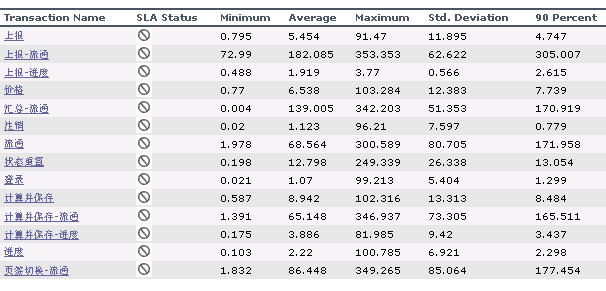 Transaction Name SLA Status Minimum Average Maximum Std. Deviation 90 Percent
上报 0.795 5.454 91.47 11.895 4.747
上报-流通 72.99 182.085 353.353 62.622 305.007
上报-进度 0.488 1.919 3.77 0.566 2.615
价格 0.77 6.538 103.284 12.383 7.739
汇总-流通 0.004 139.005 342.203 51.353 170.919
注销 0.02 1.123 96.21 7.597 0.779
流通 1.978 68.564 300.589 80.705 171.958
状态重置 0.198 12.798 249.339 26.338 13.054
登录 0.021 1.07 99.213 5.404 1.299
计算并保存 0.587 8.942 102.316 13.313 8.484
计算并保存-流通 1.391 65.148 346.937 73.305 165.511
计算并保存-进度 0.175 3.886 81.985 9.42 3.437
进度 0.103 2.22 100.785 6.921 2.298
页签切换-流通 1.832 86.448 349.265 85.064 177.454